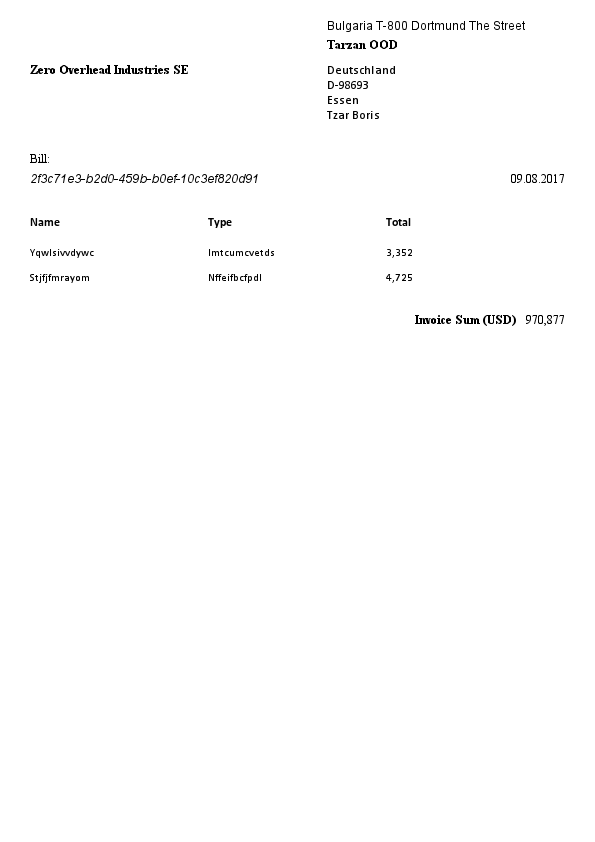 Bulgaria T-800 Dortmund The Street
Tarzan OOD
Zero Overhead Industries SE
Deutschland
D-98693
Essen
Tzar Boris
Bill:
2f3c71e3-b2d0-459b-b0ef-10c3ef820d91 09.08.2017
Name Type Total
Yqwlsivvdywc Imtcumcvetds 3,352
Stjfjfmrayom Nffeifbcfpdl 4,725
Invoice Sum (USD) 970,877